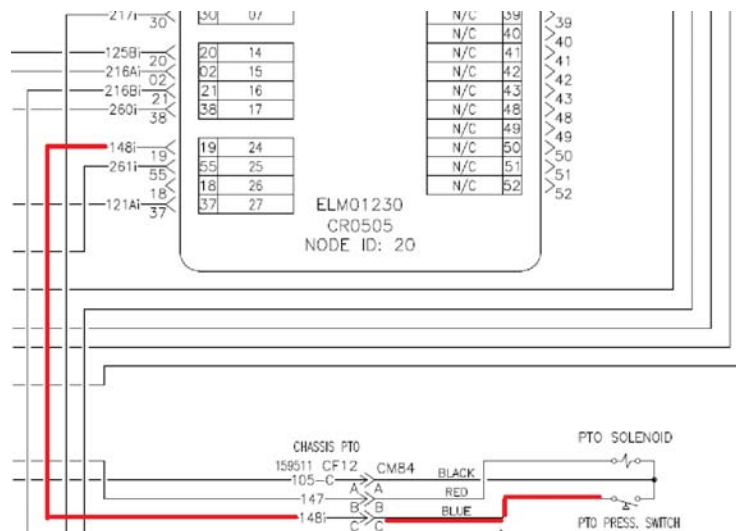 217i 30 30 07 N/C 39 39
N/C 40 40
125Bi 20 20 14 N/C 41 41
216Ai 02 02 15 N/C 42 42
216Bi 21 21 16 N/C 43 43
260i 38 38 17 N/C 48 48
N/C 49 49
148i 19 19 24 N/C 50 50
261i 55 55 25 N/C 51 51
18 18 26 N/C 52 52
121Ai 37 37 27
ELM01230
CR0505
NODE ID: 20
CHASSIS PTO
PTO SOLENOID
159511 CF12 CM84
105-C A A BLACK
147 B B RED
148i C C BLUE
PTO PRESS. SWITCH